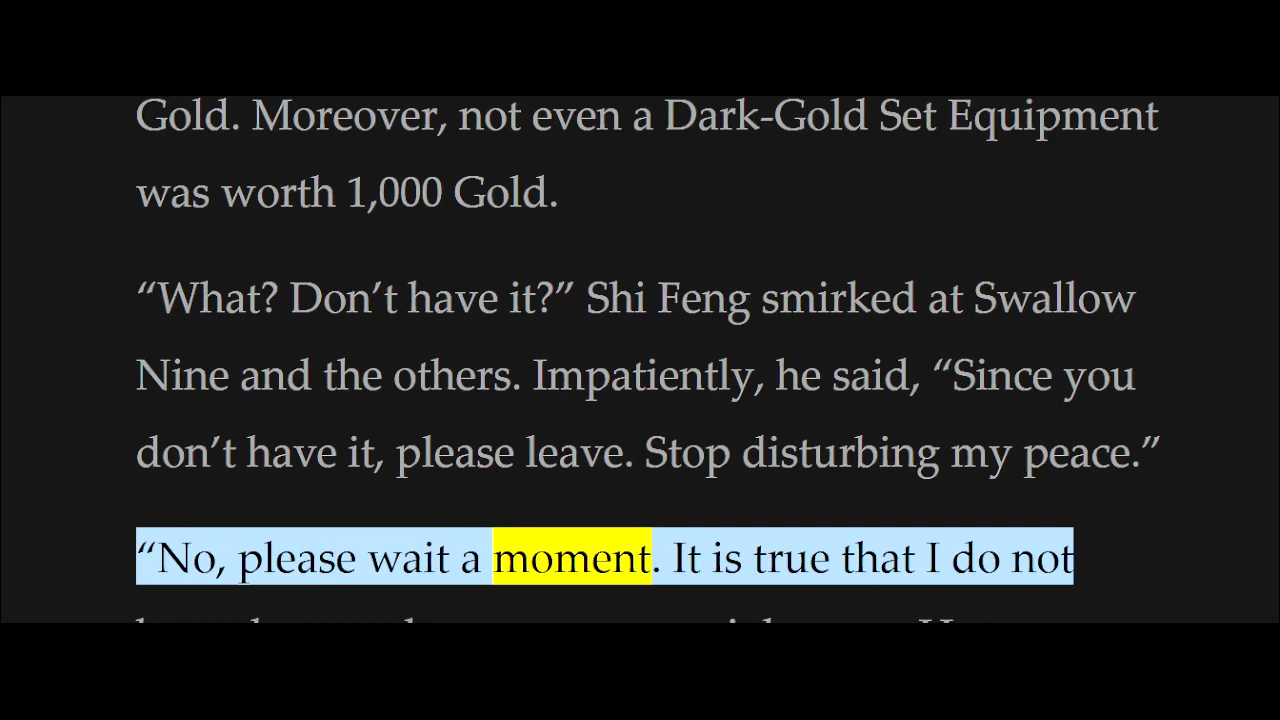 Gold. Moreover, not even a Dark-Gold Set Equipment
was worth 1,000 Gold.
“What? Don’t have it?” Shi Feng smirked at Swallow
Nine and the others. Impatiently, he said, “Since you
don’t have it, please leave. Stop disturbing my peace.”
“No, please wait a moment. It is true that I do not